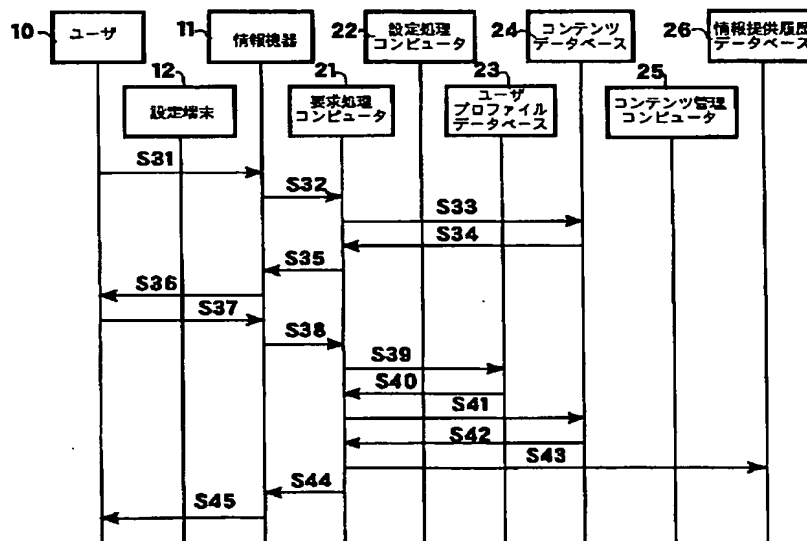 10
ユーザ
11
情報機器
22
設定処理
コンピュータ
24
コンテンツ
データベース
26
情報提供履歴
データベース
12
設定端末
21
要求処理
コンピュータ
23
ユーザ
プロファイル
データベース
25
コンテンツ管理
コンピュータ
S31
S32
S33
S34
S35
S36
S37
S38
S39
S40
S41
S42
S43
S44
S45